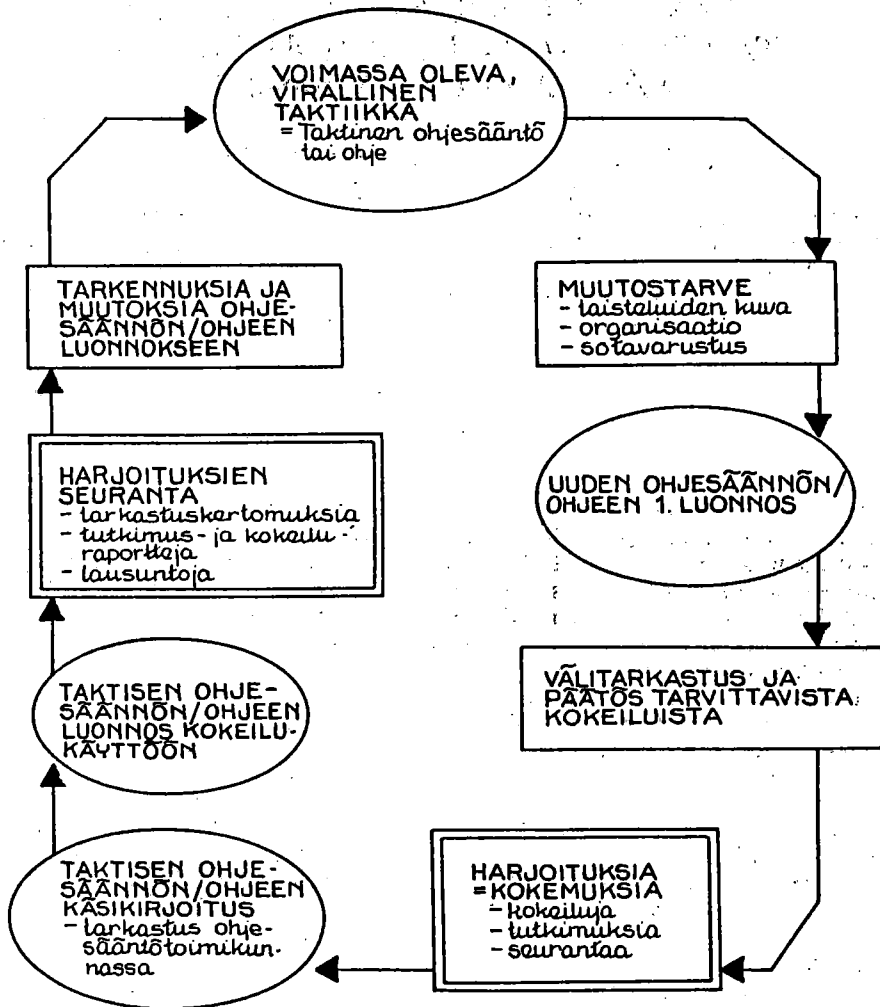 VOIMASSA OLEVA,
VIRALLINEN
TAKTIIKKA
= Taktinen ohjesääntö
tai ohje
MUUTOSTARVE
- taisteluiden kuva
- organisaatio
- sotavarustus
UUDEN OHJESÄÄNNÖN/
OHJEEN 1. LUONNOS
VÄLITARKASTUS JA
PÄÄTÖS TARVITTAVISTA
KOKEILUISTA
HARJOITUKSIA
= KOKEMUKSIA
- kokeiluja
- tutkimuksia
- seurantaa
TAKTISEN OHJE-
SÄÄNNÖN/OHJEEN
KÄSIKIRJOITUS
- tarkastus ohje-
sääntötoimikun-
nassa
TAKTISEN OHJE-
SÄÄNNÖN/OHJEEN
LUONNOS KOKEILU-
KÄYTTÖÖN
HARJOITUKSIEN
SEURANTA
- tarkastuskertomuksia
- tutkimus- ja kokeilu-
raportteja
- lausuntoja
TARKENNUKSIA JA
MUUTOKSIA OHJE-
SÄÄNNÖN/OHJEEN
LUONNOKSEEN